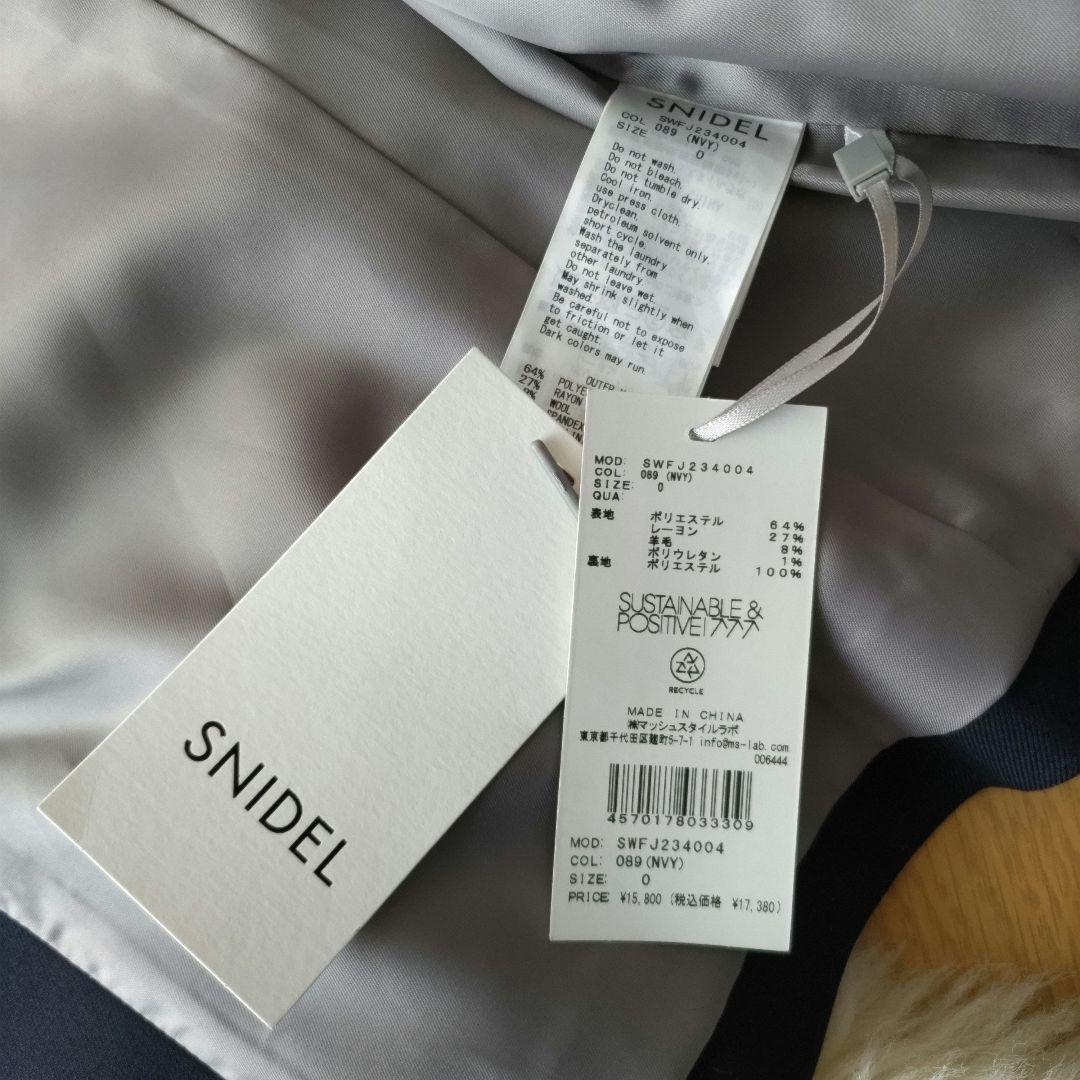 SNIDEL
SWFJ234004
COL 089 (NVY)
SIZE 0
Do not wash.
Do not bleach.
Do not tumble dry.
Cool iron.
use press cloth.
Dryclean.
petroleum solvent only.
short cycle.
Wash the laundry
separately from
other laundry.
Do not leave wet.
May shrink slightly when
washed.
Be careful not to expose
to friction or let it
get caught.
Dark colors may run.
OUTER
64% POLYE
27% RAYON
WOOL
SPANDEX
SNIDEL
MOD: SWFJ234004
COL: 089 (NVY)
SIZE: 0
QUA:
表地 ポリエステル 64%
レーヨン 27%
羊毛 8%
ポリウレタン 1%
裏地 ポリエステル 100%
SUSTAINABLE &
POSITIVE!
RECYCLE
MADE IN CHINA
㈱マッシュスタイルラボ
東京都千代田区麹町5-7-1 info@ms-lab.com
006444
4570178033309
MOD: SWFJ234004
COL: 089(NVY)
SIZE: 0
PRICE: ¥15,800 (税込価格 ¥17,380)